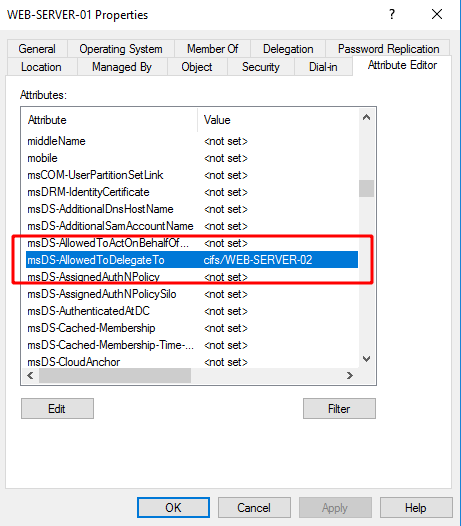 WEB-SERVER-01 Properties
General Operating System Member Of Delegation Password Replication
Location Managed By Object Security Dial-in Attribute Editor
Attributes:
Attribute Value
middleName <not set>
mobile <not set>
msCOM-UserPartitionSetLink <not set>
msDRM-IdentityCertificate <not set>
msDS-AdditionalDnsHostName <not set>
msDS-AdditionalSamAccountName <not set>
msDS-AllowedToActOnBehalfOf... <not set>
msDS-AllowedToDelegateTo cifs/WEB-SERVER-02
msDS-AssignedAuthNPolicy <not set>
msDS-AssignedAuthNPolicySilo <not set>
msDS-AuthenticatedAtDC <not set>
msDS-Cached-Membership <not set>
msDS-Cached-Membership-Time-... <not set>
msDS-CloudAnchor <not set>
Edit Filter
OK Cancel Apply Help